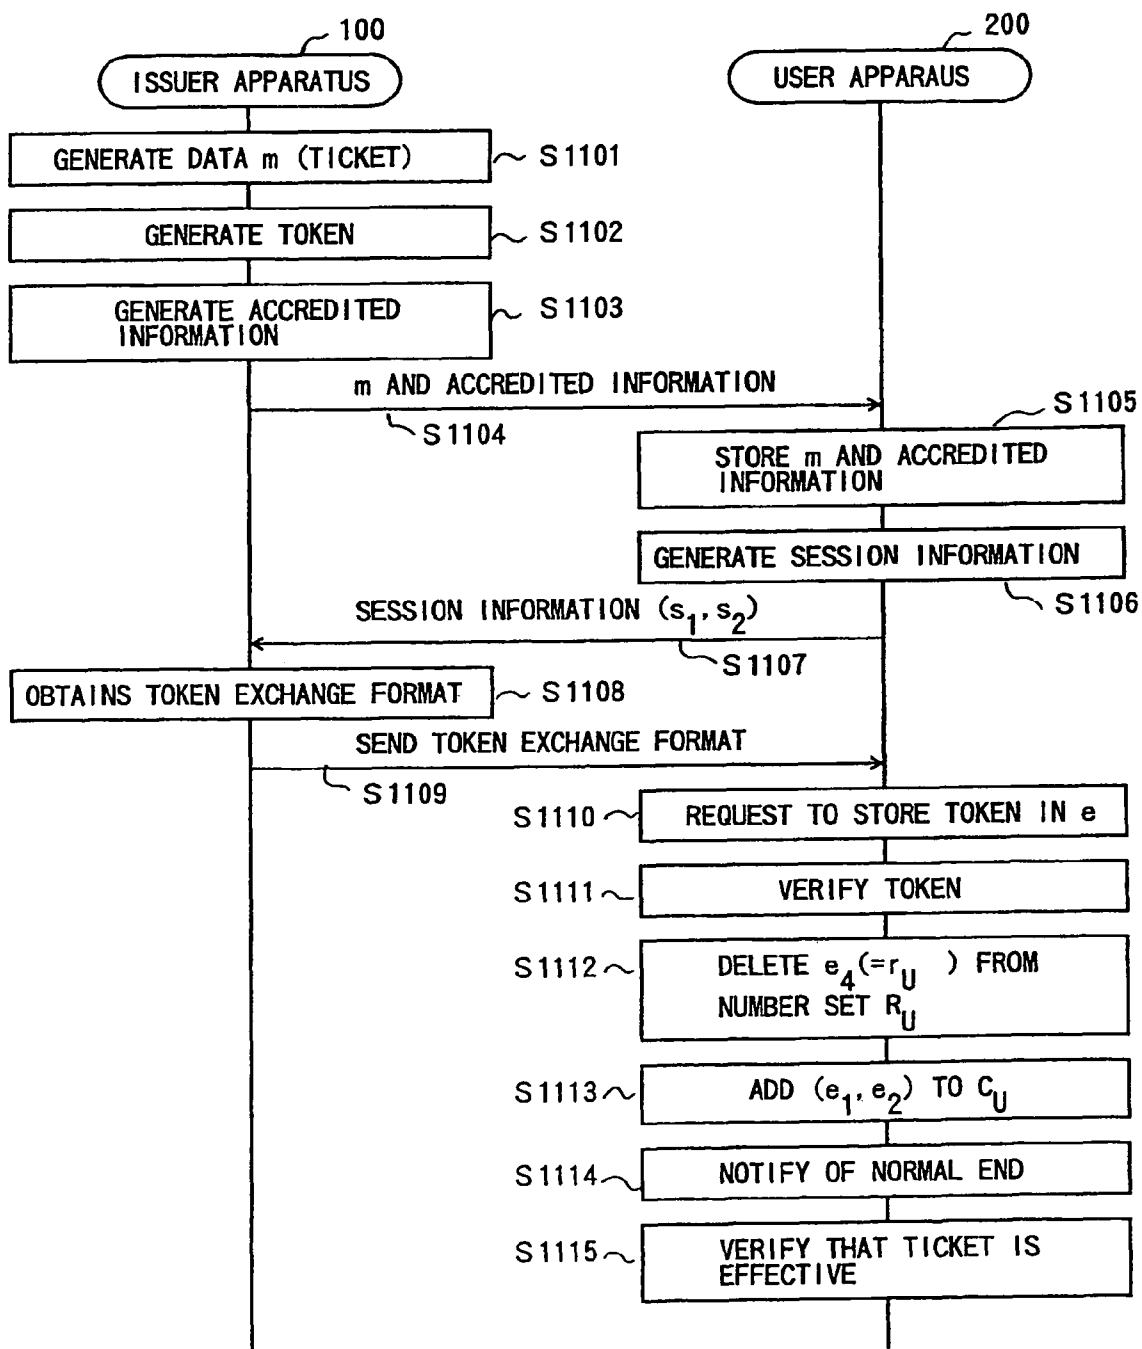 100
200
ISSUER APPARATUS
USER APPARAUS
GENERATE DATA m (TICKET)
S1101
GENERATE TOKEN
S1102
GENERATE ACCREDITED
INFORMATION
S1103
m AND ACCREDITED INFORMATION
S1104
S1105
STORE m AND ACCREDITED
INFORMATION
GENERATE SESSION INFORMATION
S1106
SESSION INFORMATION (s1, s2)
S1107
OBTAINS TOKEN EXCHANGE FORMAT
S1108
SEND TOKEN EXCHANGE FORMAT
S1109
S1110
REQUEST TO STORE TOKEN IN e
S1111
VERIFY TOKEN
S1112
DELETE e4(=rU ) FROM
NUMBER SET RU
S1113
ADD (e1, e2) TO CU
S1114
NOTIFY OF NORMAL END
S1115
VERIFY THAT TICKET IS
EFFECTIVE